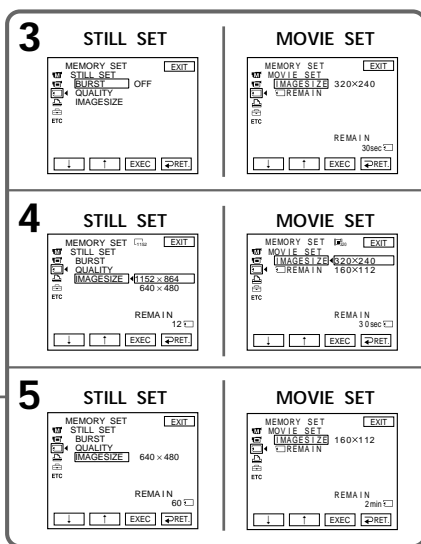 3
STILL SET
MEMORY SET EXIT
STILL SET
BURST OFF
QUALITY
IMAGESIZE
ETC
↓ ↑ EXEC RET.
MOVIE SET
MEMORY SET EXIT
MOVIE SET
IMAGESIZE 320×240
REMAIN
ETC
REMAIN
30sec
↓ ↑ EXEC RET.
4
STILL SET
MEMORY SET 1152 EXIT
STILL SET
BURST
QUALITY
IMAGESIZE 1152 × 864
640 × 480
ETC
REMAIN
12
↓ ↑ EXEC RET.
MOVIE SET
MEMORY SET EXIT
MOVIE SET
IMAGESIZE 320×240
REMAIN 160×112
ETC
REMAIN
30sec
↓ ↑ EXEC RET.
5
STILL SET
MEMORY SET EXIT
STILL SET
BURST
QUALITY
IMAGESIZE 640 × 480
ETC
REMAIN
60
↓ ↑ EXEC RET.
MOVIE SET
MEMORY SET EXIT
MOVIE SET
IMAGESIZE 160×112
REMAIN
ETC
REMAIN
2min
↓ ↑ EXEC RET.